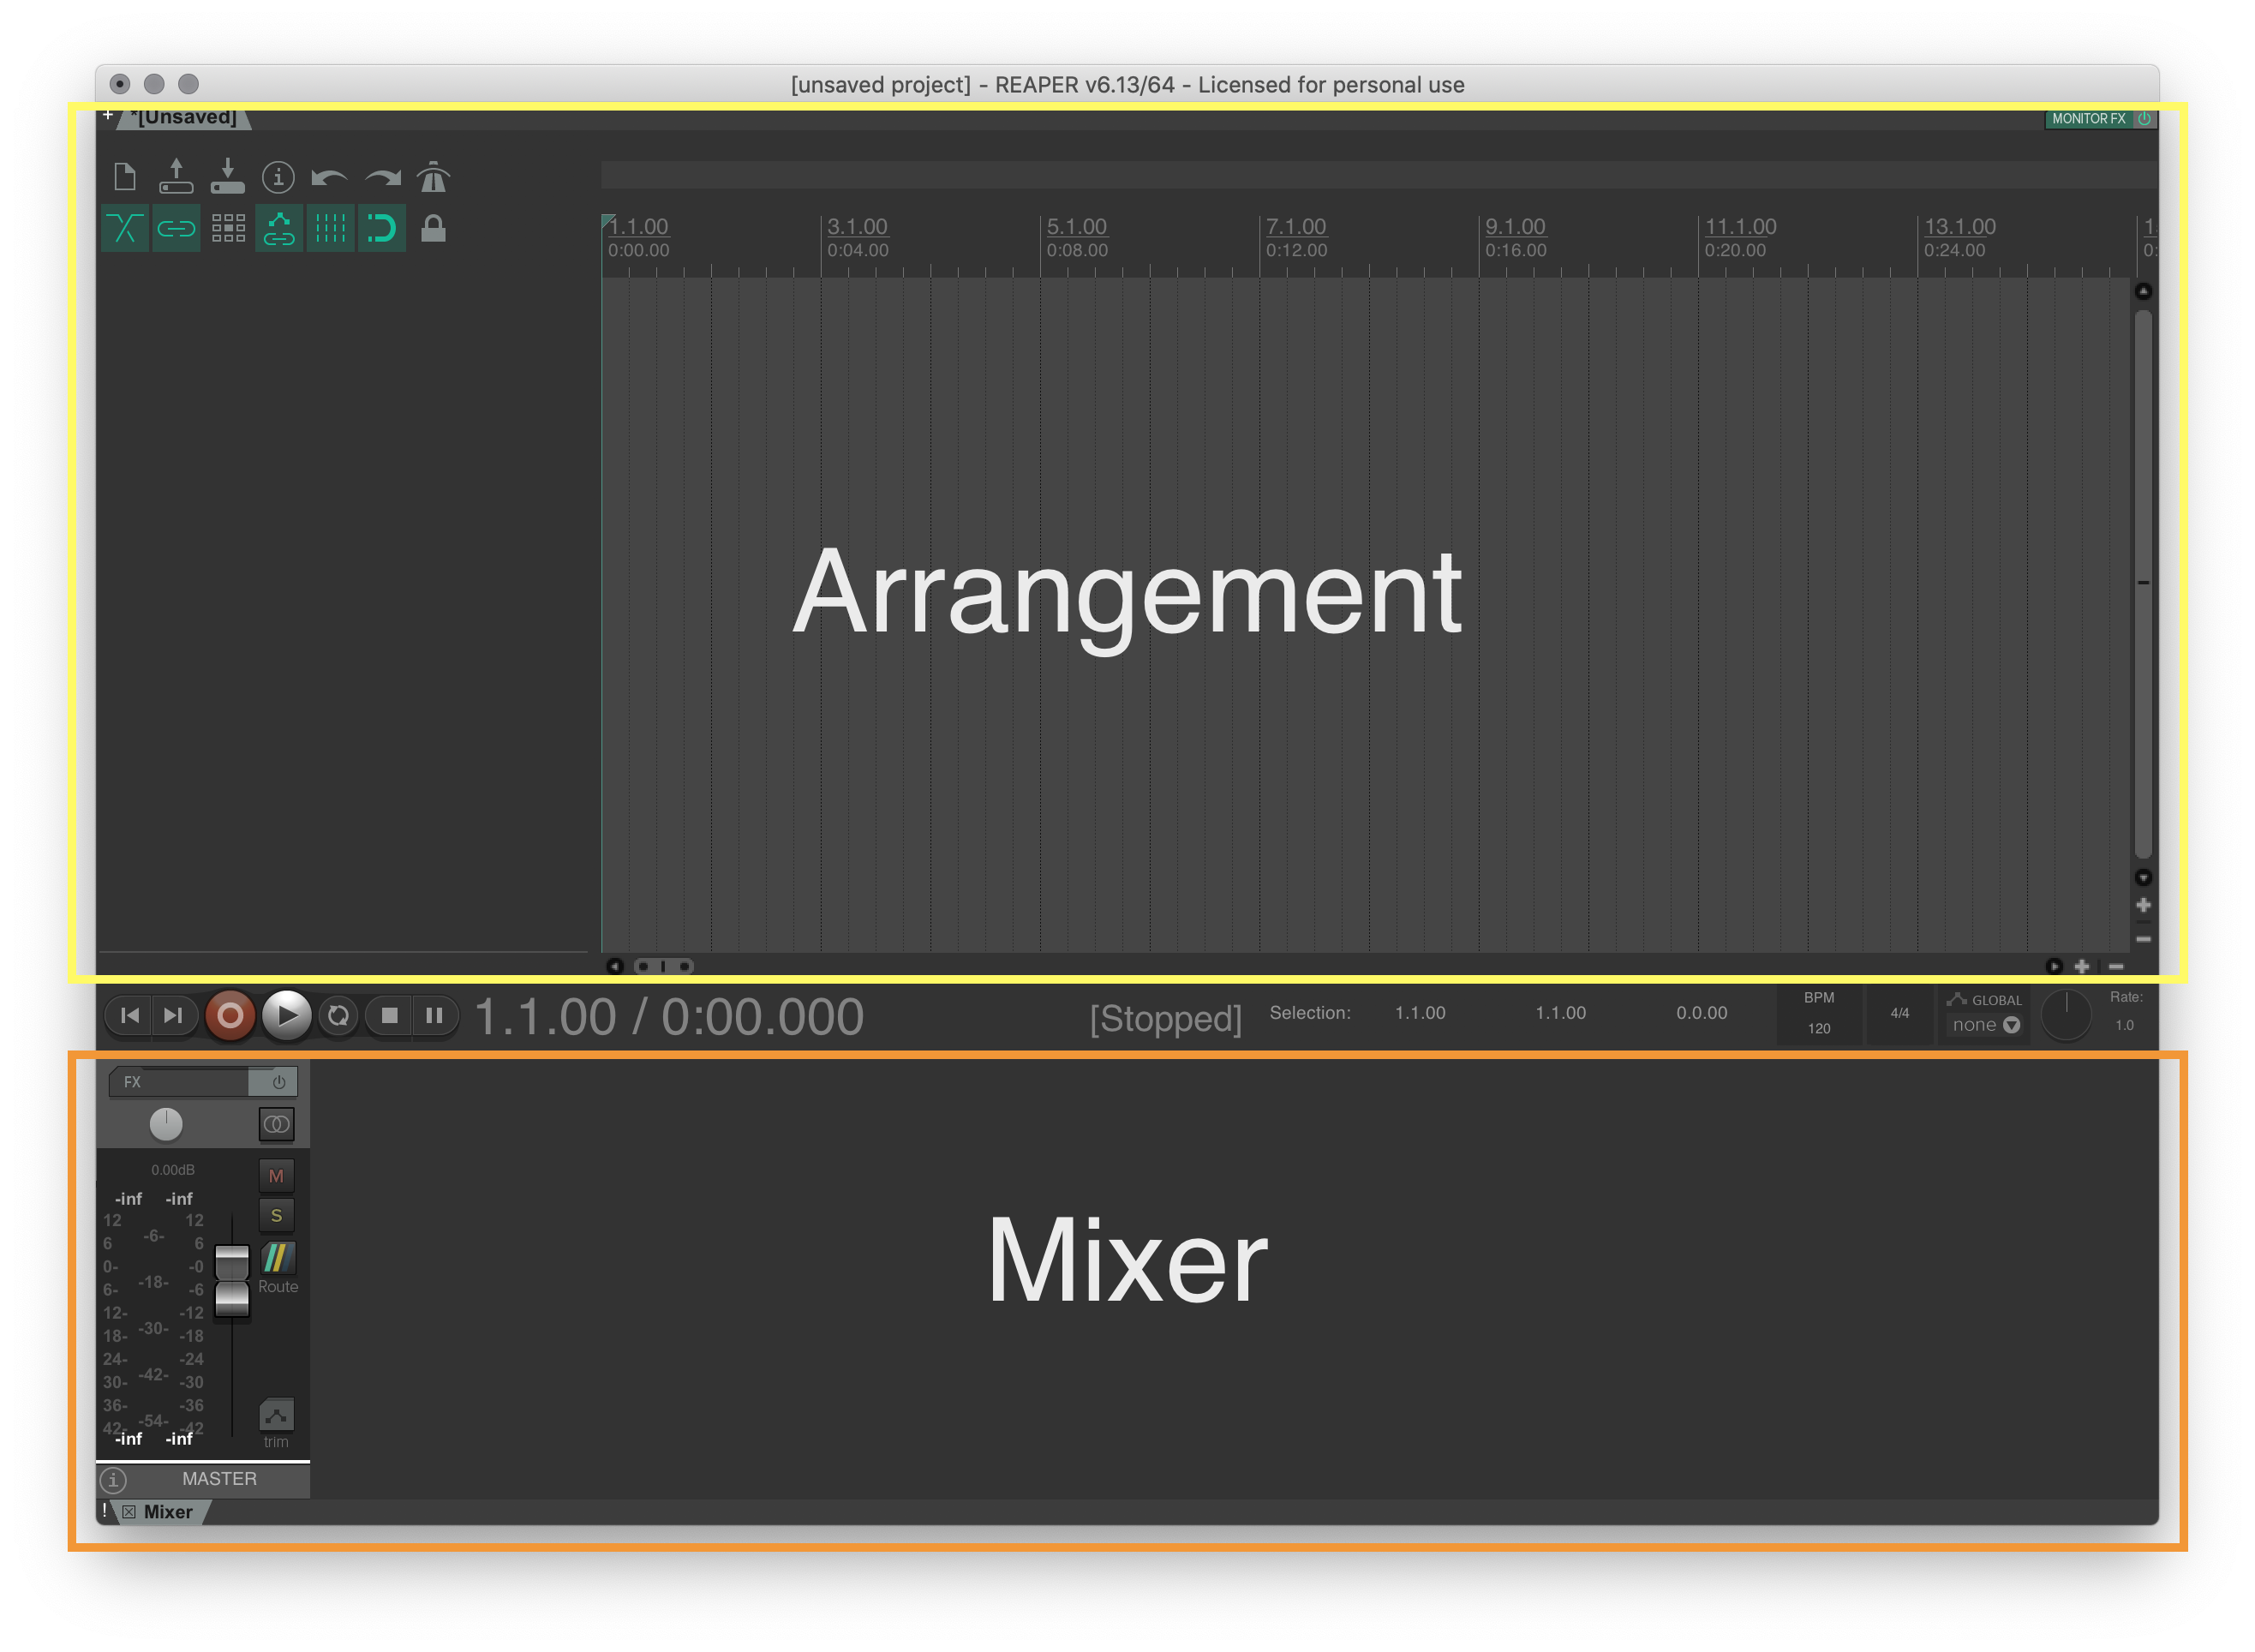 [unsaved project] - REAPER v6.13/64 - Licensed for personal use
+ *[Unsaved]
MONITOR FX
1.1.00 3.1.00 5.1.00 7.1.00 9.1.00 11.1.00 13.1.00
0:00.00 0:04.00 0:08.00 0:12.00 0:16.00 0:20.00 0:24.00
Arrangement
1.1.00 / 0:00.000
[Stopped]
Selection: 1.1.00 1.1.00 0.0.00
BPM
120
4/4
GLOBAL
none
Rate:
1.0
FX
Mixer
0.00dB
M
-inf -inf
S
12 12
-6-
6 6
0- -0
-18-
6- -6
Route
12- -12
-30-
18- -18
24- -24
-42-
30- -30
36- -36
-54-
42- -42
-inf -inf
trim
MASTER
! Mixer